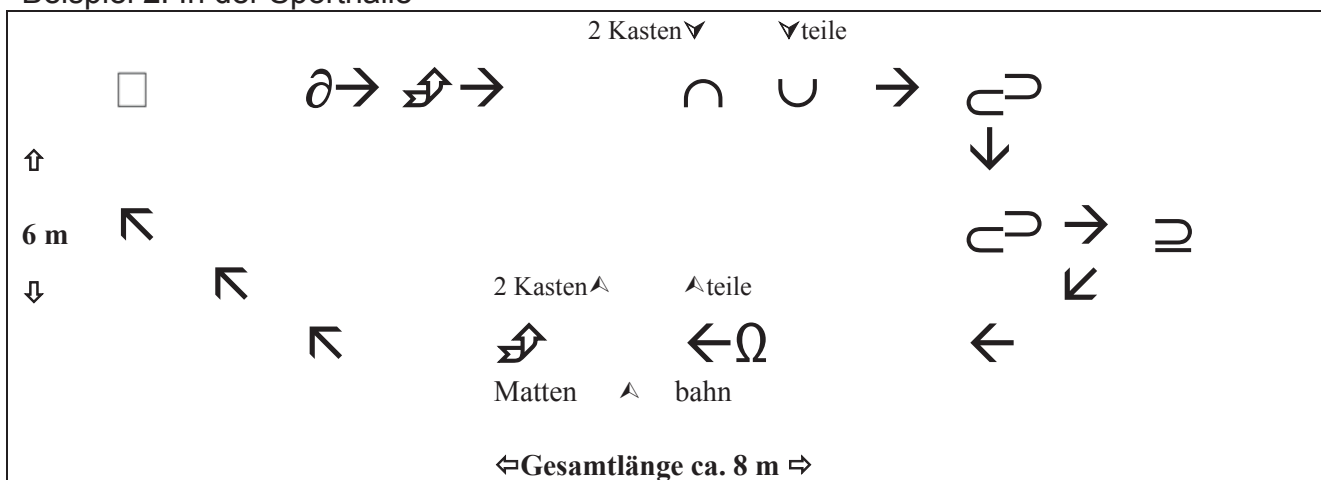 Beispiel 2: In der Sporthalle
2 Kasten⮛ ⮛teile
□ ∂→ ⮵→ ∩ ∪ → ⊂⊃
⇧ ↓
6 m ↖ ⊂⊃ → ⊇
⇩ ↖ 2 Kasten⮙ ⮙teile ↙
↖ ⮵ ←Ω ←
Matten ⮙ bahn
⇦Gesamtlänge ca. 8 m ⇨